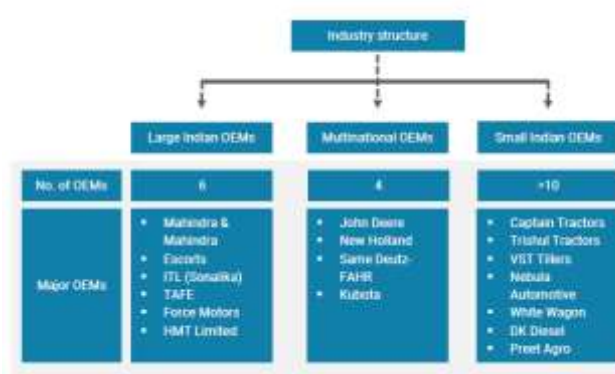 Industry structure
Large Indian OEMs
Multinational OEMs
Small Indian OEMs
No. of OEMs
6
4
>10
Major OEMs
Mahindra &
Mahindra
Escorts
ITL (Sonalika)
TAFE
Force Motors
HMT Limited
John Deere
New Holland
Same Deutz-
FAHR
Kubota
Captain Tractors
Trishul Tractors
VST Tillers
Nebula
Automotive
White Wagon
DK Diesel
Preet Agro